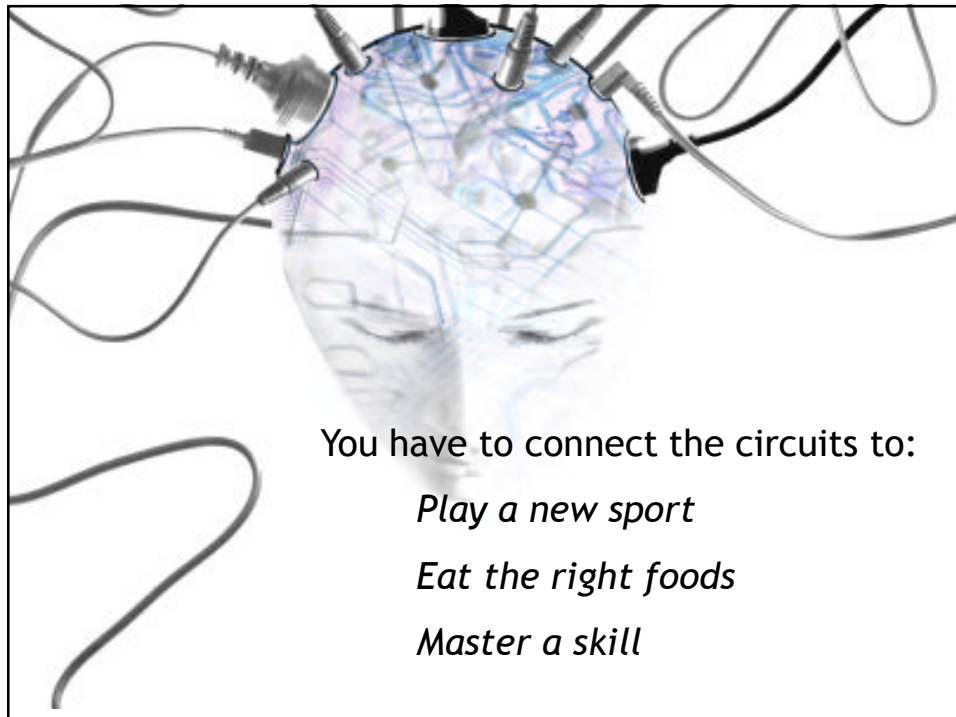 You have to connect the circuits to:
Play a new sport
Eat the right foods
Master a skill